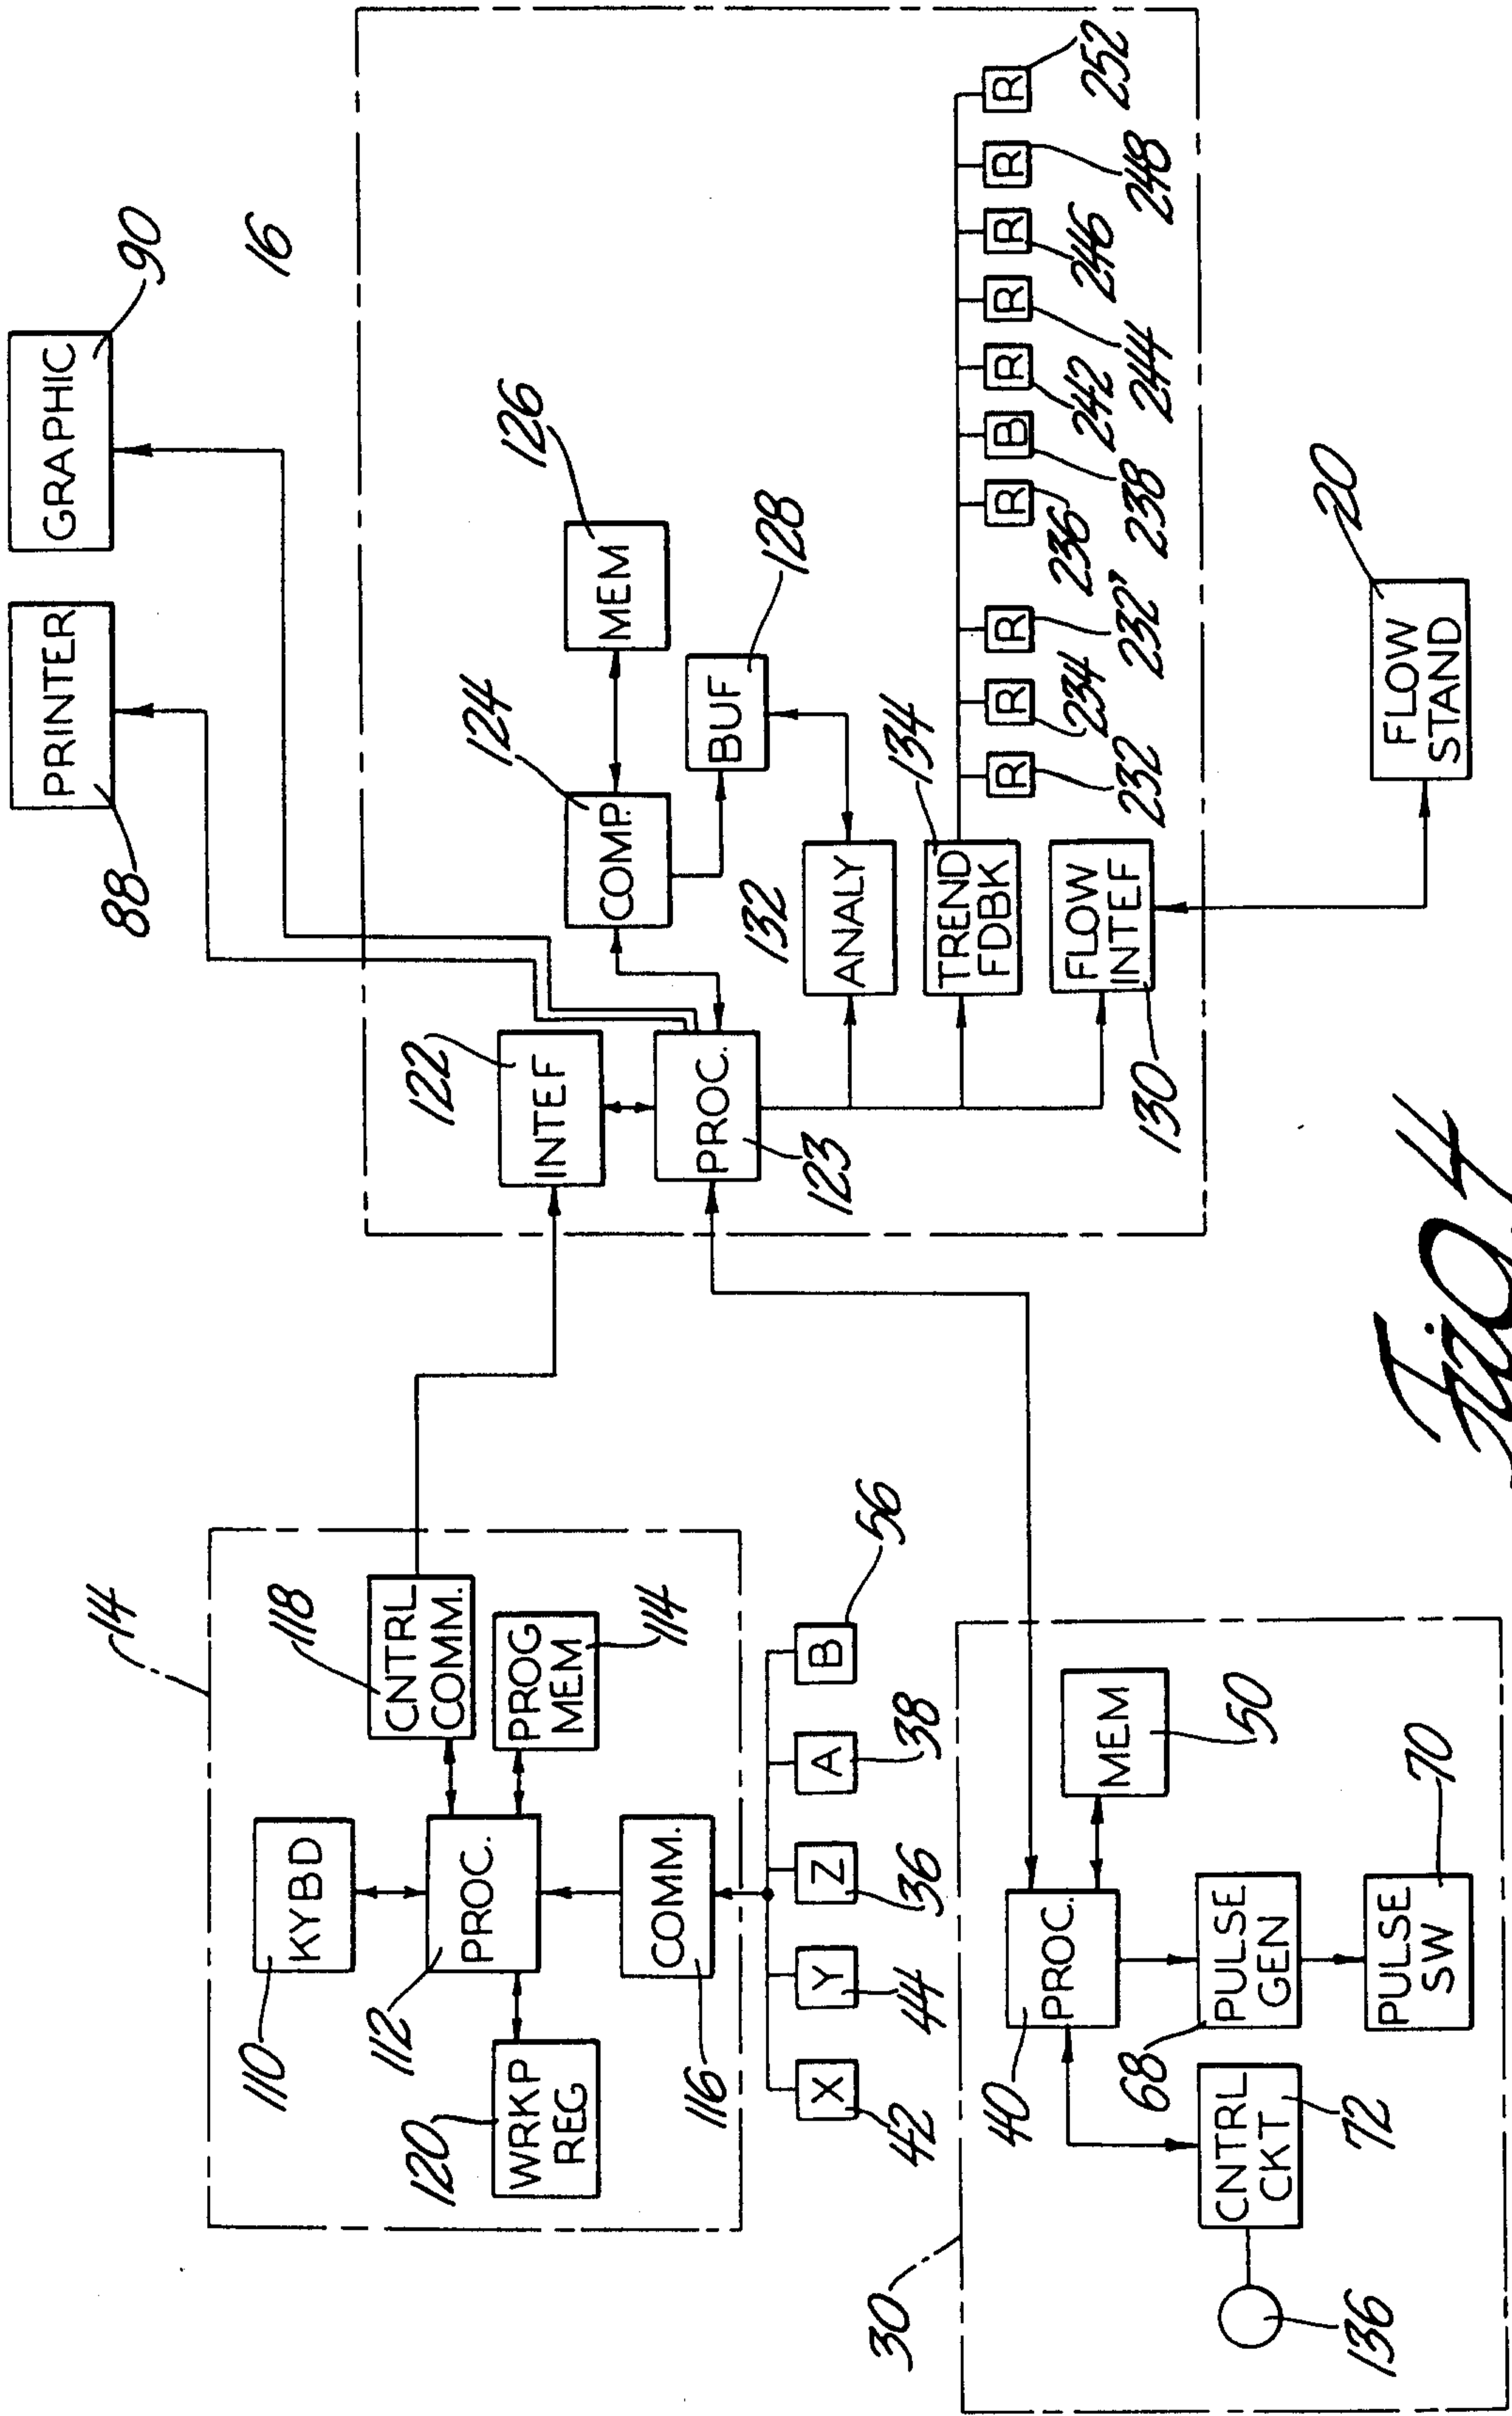 14
110
KYBD
118
CNTRL
COMM.
112
PROC.
PROG
MEM
114
120
WRKP
REG
116
COMM.
X
Y
Z
A
B
42
44
36
38
56
30
40
PROC.
MEM
50
68
PULSE
GEN
CNTRL
CKT.
72
136
PULSE
SW
70
88
PRINTER
GRAPHIC
90
16
122
INTEF
PROC.
123
124
COMP.
MEM
126
BUF
128
132
ANALY
134
TREND
FDBK
FLOW
INTEF
130
R
R
R
R
B
R
R
R
R
R
232
234
232'
236
238
242
244
246
248
252
FLOW
STAND
20
Fig. 4